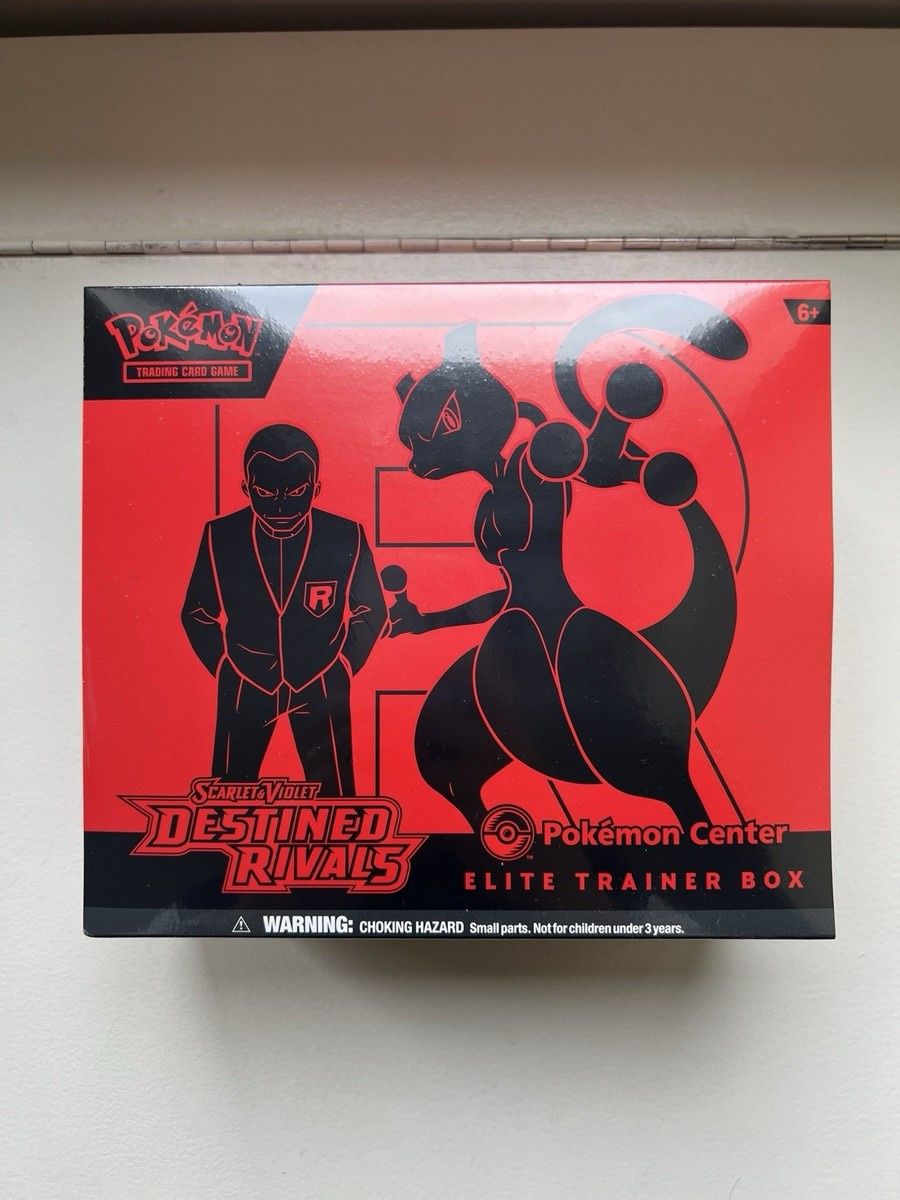 POKéMON
TRADING CARD GAME
6+
R
SCARLET & VIOLET
DESTINED
RIVALS
Pokémon Center
TM
ELITE TRAINER BOX
WARNING: CHOKING HAZARD Small parts. Not for children under 3 years.